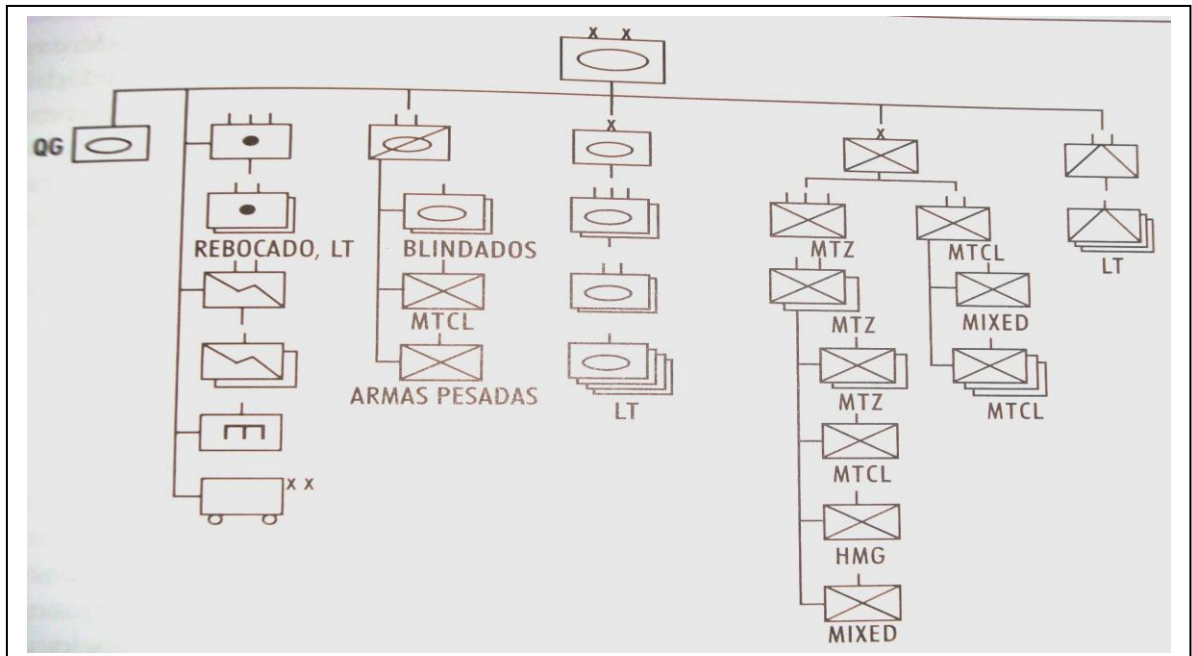 X X
QG
X
X
REBOCADO, LT
BLINDADOS
MTZ
MTCL
LT
MTCL
MTZ
MIXED
ARMAS PESADAS
LT
MTZ
MTCL
X X
MTCL
HMG
MIXED